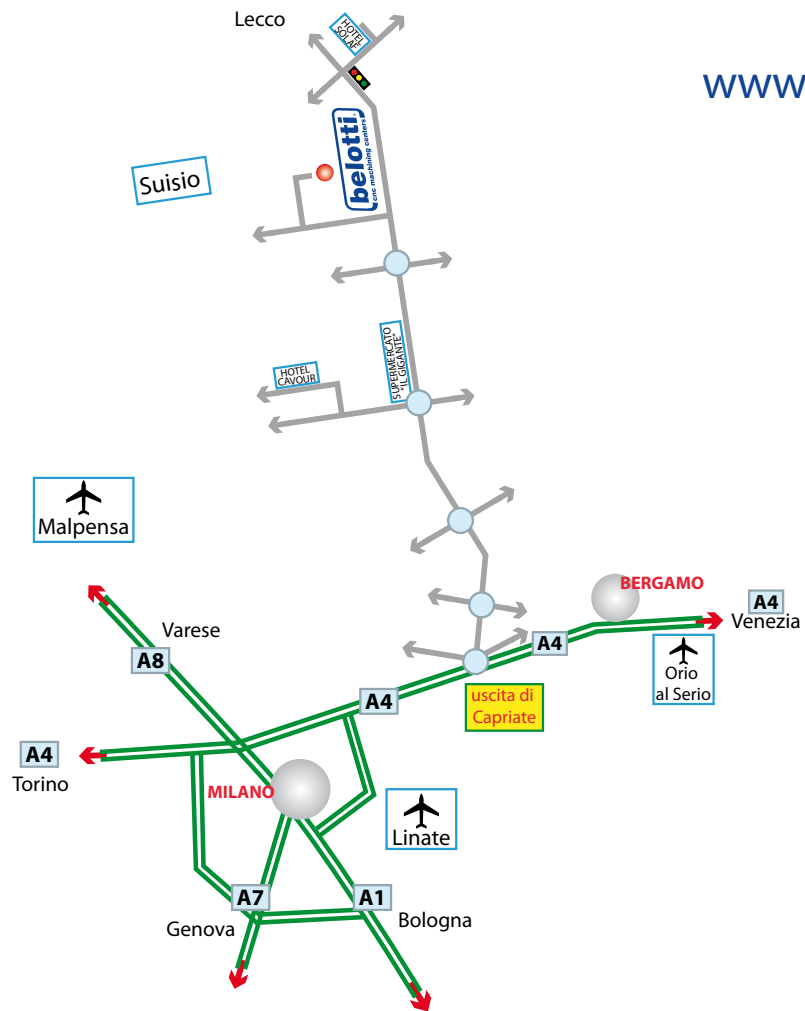 Lecco
HOTEL
SOLAF
www
belotti
cnc machining centers
Suisio
SUPERMERCATO
"IL GIGANTE"
HOTEL
CAVOUR
Malpensa
BERGAMO
A4
Venezia
Varese
A8
A4
Orio
al Serio
uscita di
Capriate
A4
A4
Torino
MILANO
Linate
A7
A1
Genova
Bologna